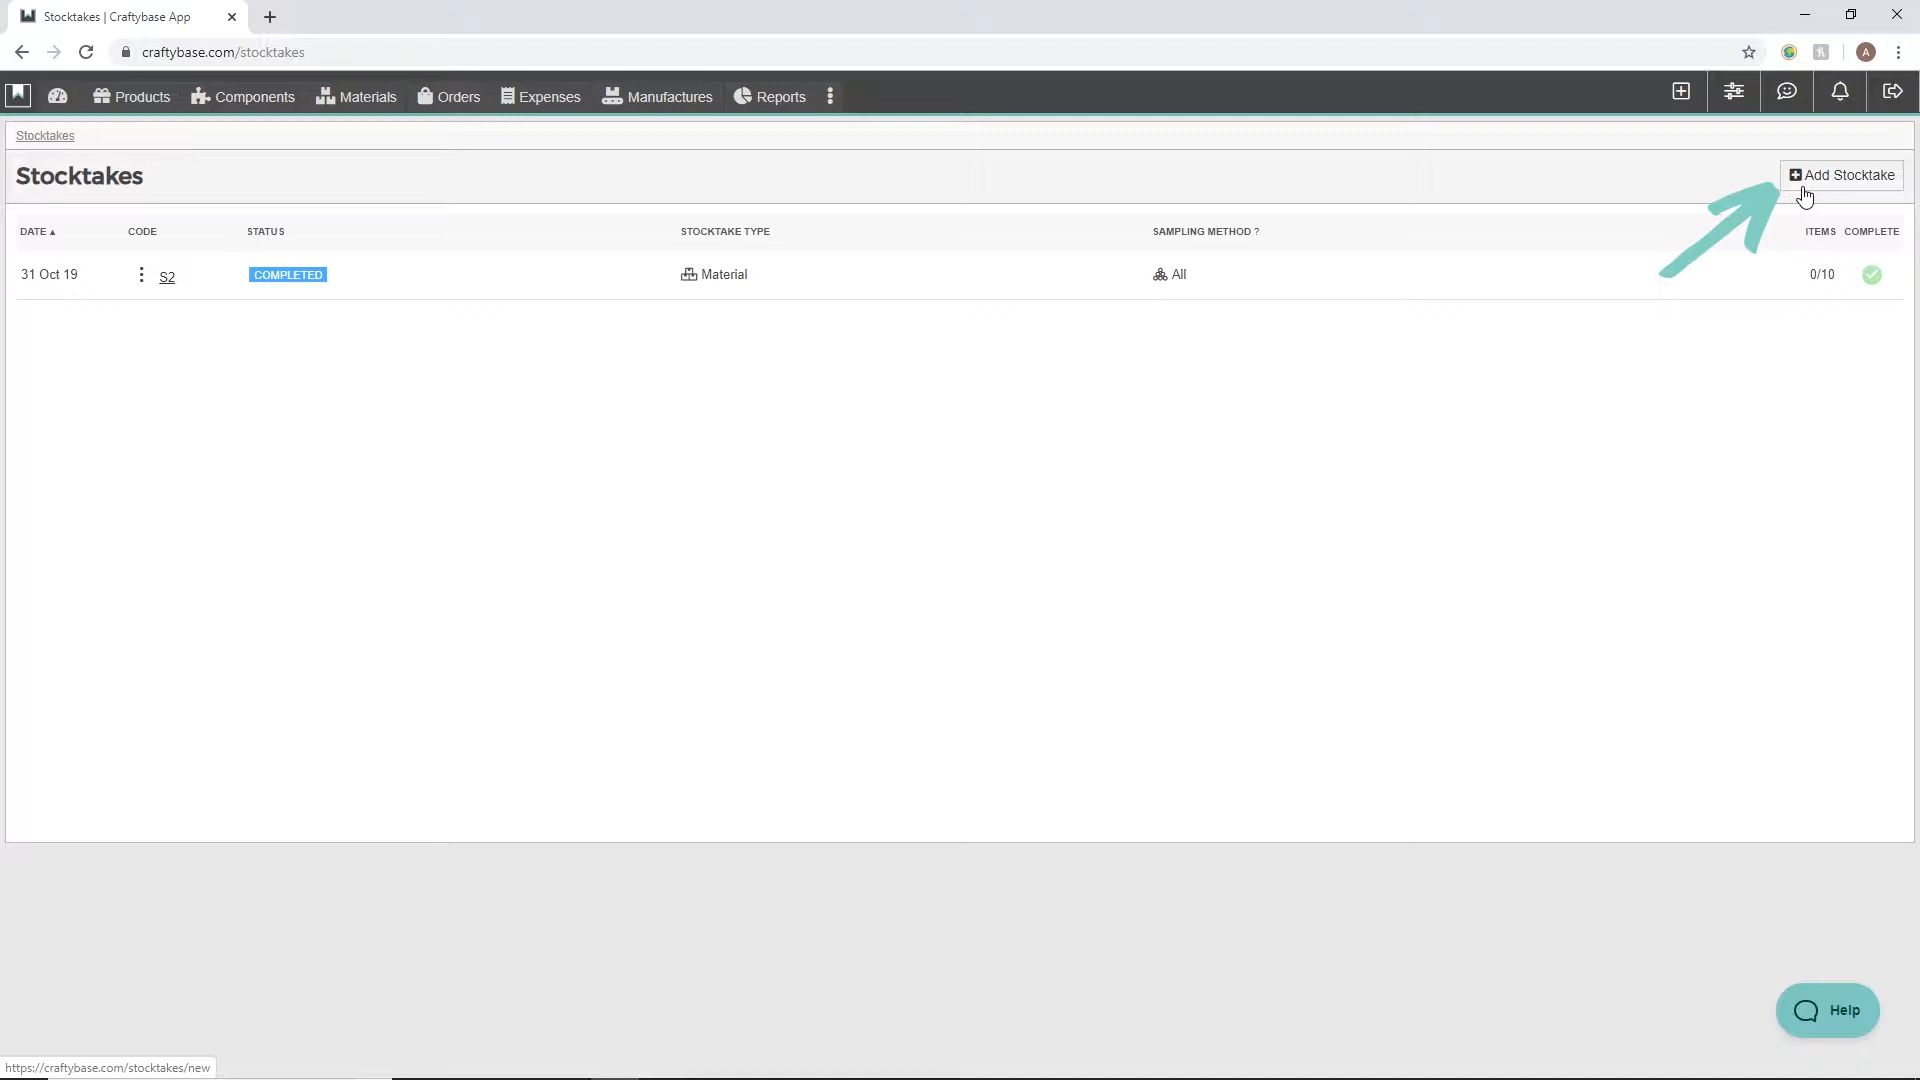 Stocktakes | Craftybase App
craftybase.com/stocktakes
A
Products Components Materials Orders Expenses Manufactures Reports
Stocktakes
Stocktakes
Add Stocktake
DATE ▴ CODE STATUS STOCKTAKE TYPE SAMPLING METHOD ? ITEMS COMPLETE
31 Oct 19 S2 COMPLETED Material All 0/10
Help
https://craftybase.com/stocktakes/new